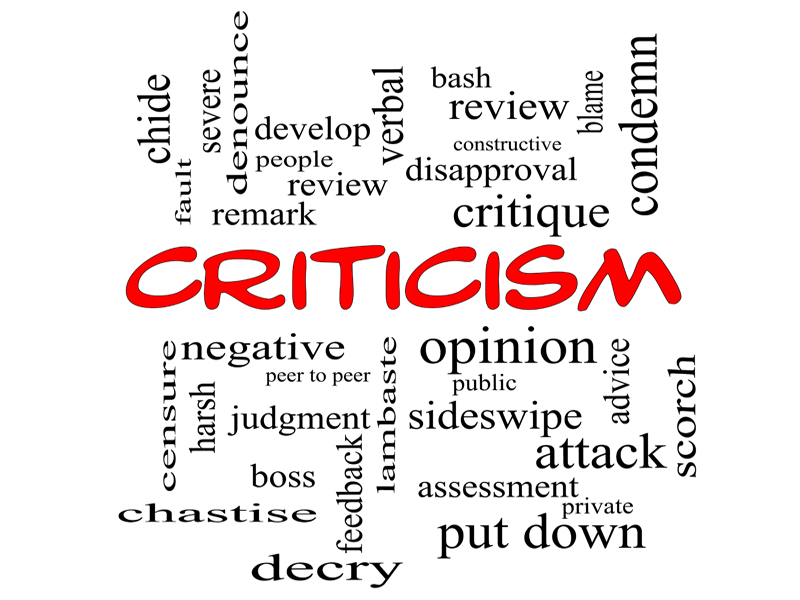 chide
severe
denounce
verbal
bash
review
blame
condemn
develop
constructive
people
disapproval
fault
review
remark
critique
CRITICISM
censure
negative
lambaste
opinion
advice
peer to peer
public
scorch
harsh
judgment
sideswipe
attack
boss
feedback
assessment
private
chastise
put down
decry